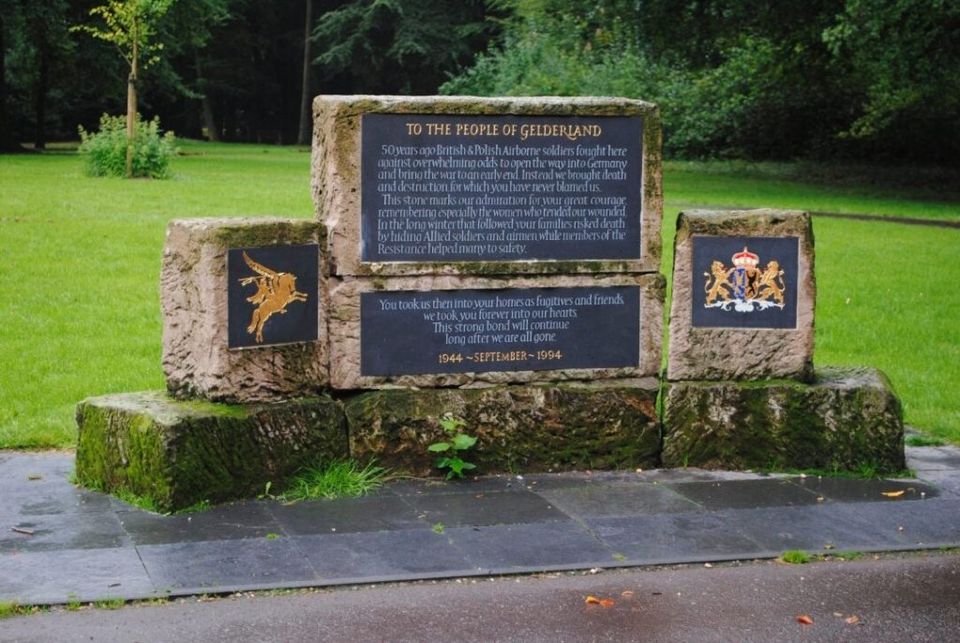 TO THE PEOPLE OF GELDERLAND
50 years ago British & Polish Airborne soldiers fought here
against overwhelming odds to open the way into Germany
and bring the war to an early end. Instead we brought death
and destruction for which you have never blamed us.
This stone marks our admiration for your great courage
remembering especially the women who tended our wounded.
In the long winter that followed your families risked death
by hiding Allied soldiers and airmen, while members of the
Resistance helped many to safety.
You took us then into your homes as fugitives and friends,
we took you forever into our hearts.
This strong bond will continue
long after we are all gone.
1944 ~ SEPTEMBER ~ 1994